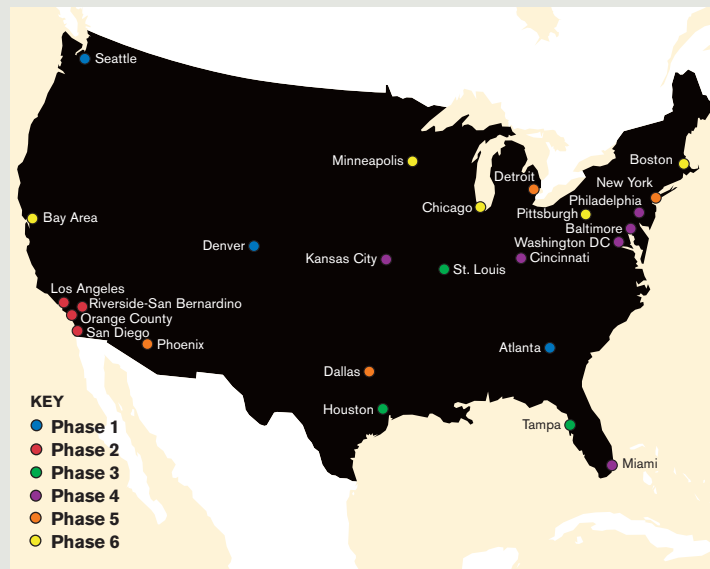 Seattle
Minneapolis
Boston
Detroit
New York
Chicago
Philadelphia
Pittsburgh
Bay Area
Baltimore
Denver
Washington DC
Kansas City
Cincinnati
St. Louis
Los Angeles
Riverside-San Bernardino
Orange County
San Diego
Phoenix
Atlanta
Dallas
Houston
Tampa
Miami
KEY
Phase 1
Phase 2
Phase 3
Phase 4
Phase 5
Phase 6